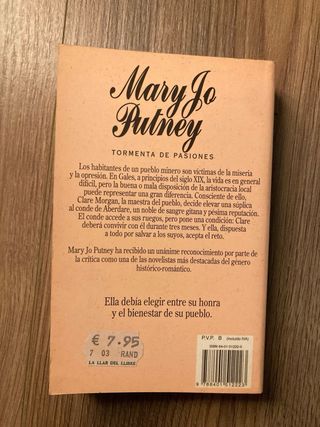 Mary Jo
Putney
TORMENTA DE PASIONES
Los habitantes de un pueblo minero son víctimas de la miseria
y la opresión. En Gales, a principios del siglo XIX, la vida es en general
difícil, pero la buena o mala disposición de la aristocracia local
puede representar una gran diferencia. Consciente de ello,
Clare Morgan, la maestra del pueblo, decide elevar una súplica
al conde de Aberdare, un noble de sangre gitana y pésima reputación.
El conde accede a sus ruegos, pero pone una condición: Clare
deberá convivir con él durante tres meses. Y ella, dispuesta
a todo por salvar a los suyos, acepta el reto.
Mary Jo Putney ha recibido un unánime reconocimiento por parte de
la crítica como una de las novelistas más destacadas del género
histórico-romántico.
Ella debía elegir entre su honra
y el bienestar de su pueblo.
€ 7.95
7 03 RAND
LA LLAR DEL LLIBRE
P.V.P. B (incluido IVA)